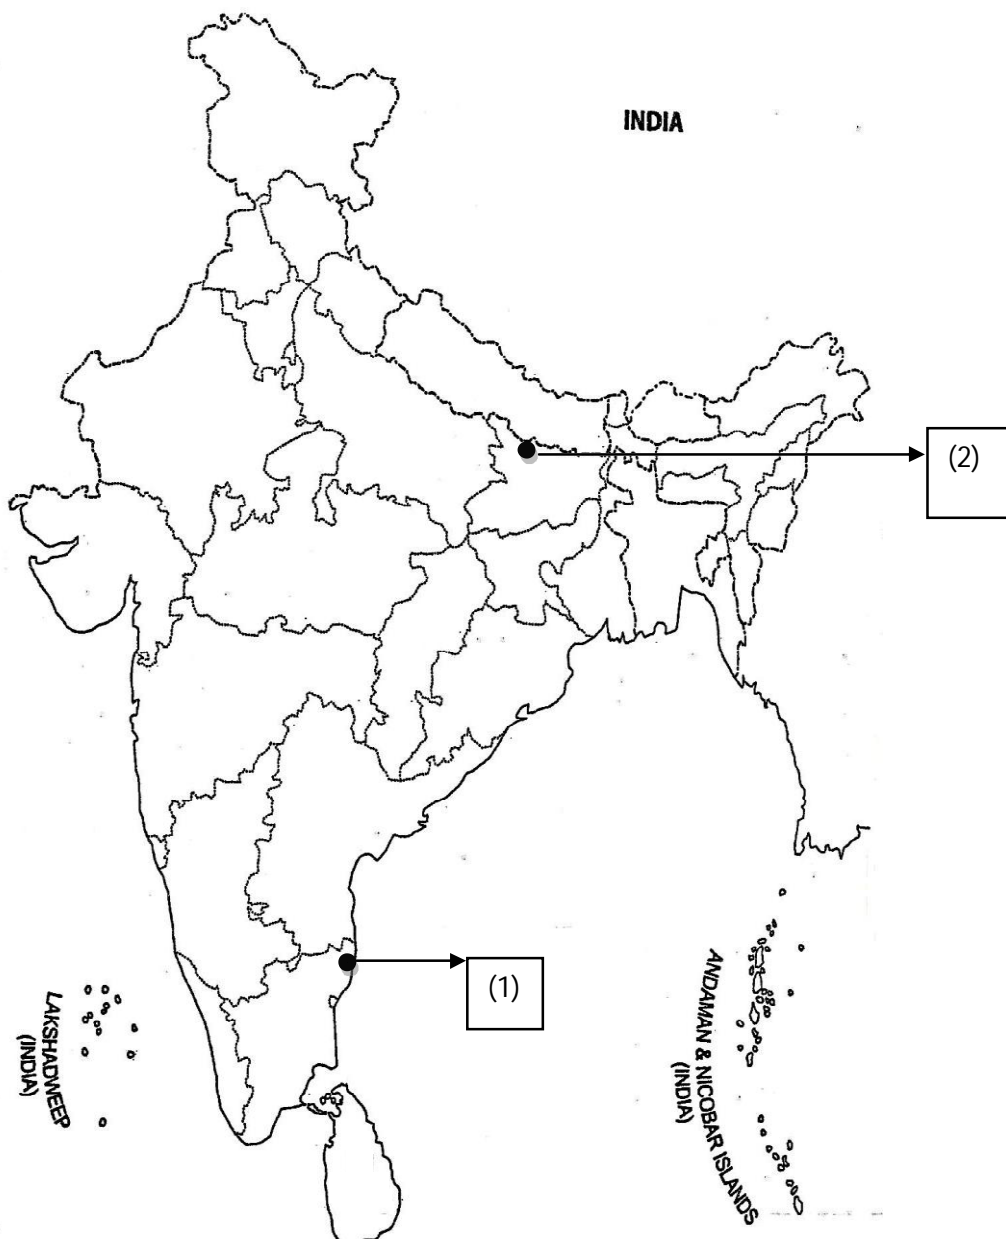 INDIA
(2)
(1)
LAKSHADWEEP
(INDIA)
ANDAMAN & NICOBAR ISLANDS
(INDIA)